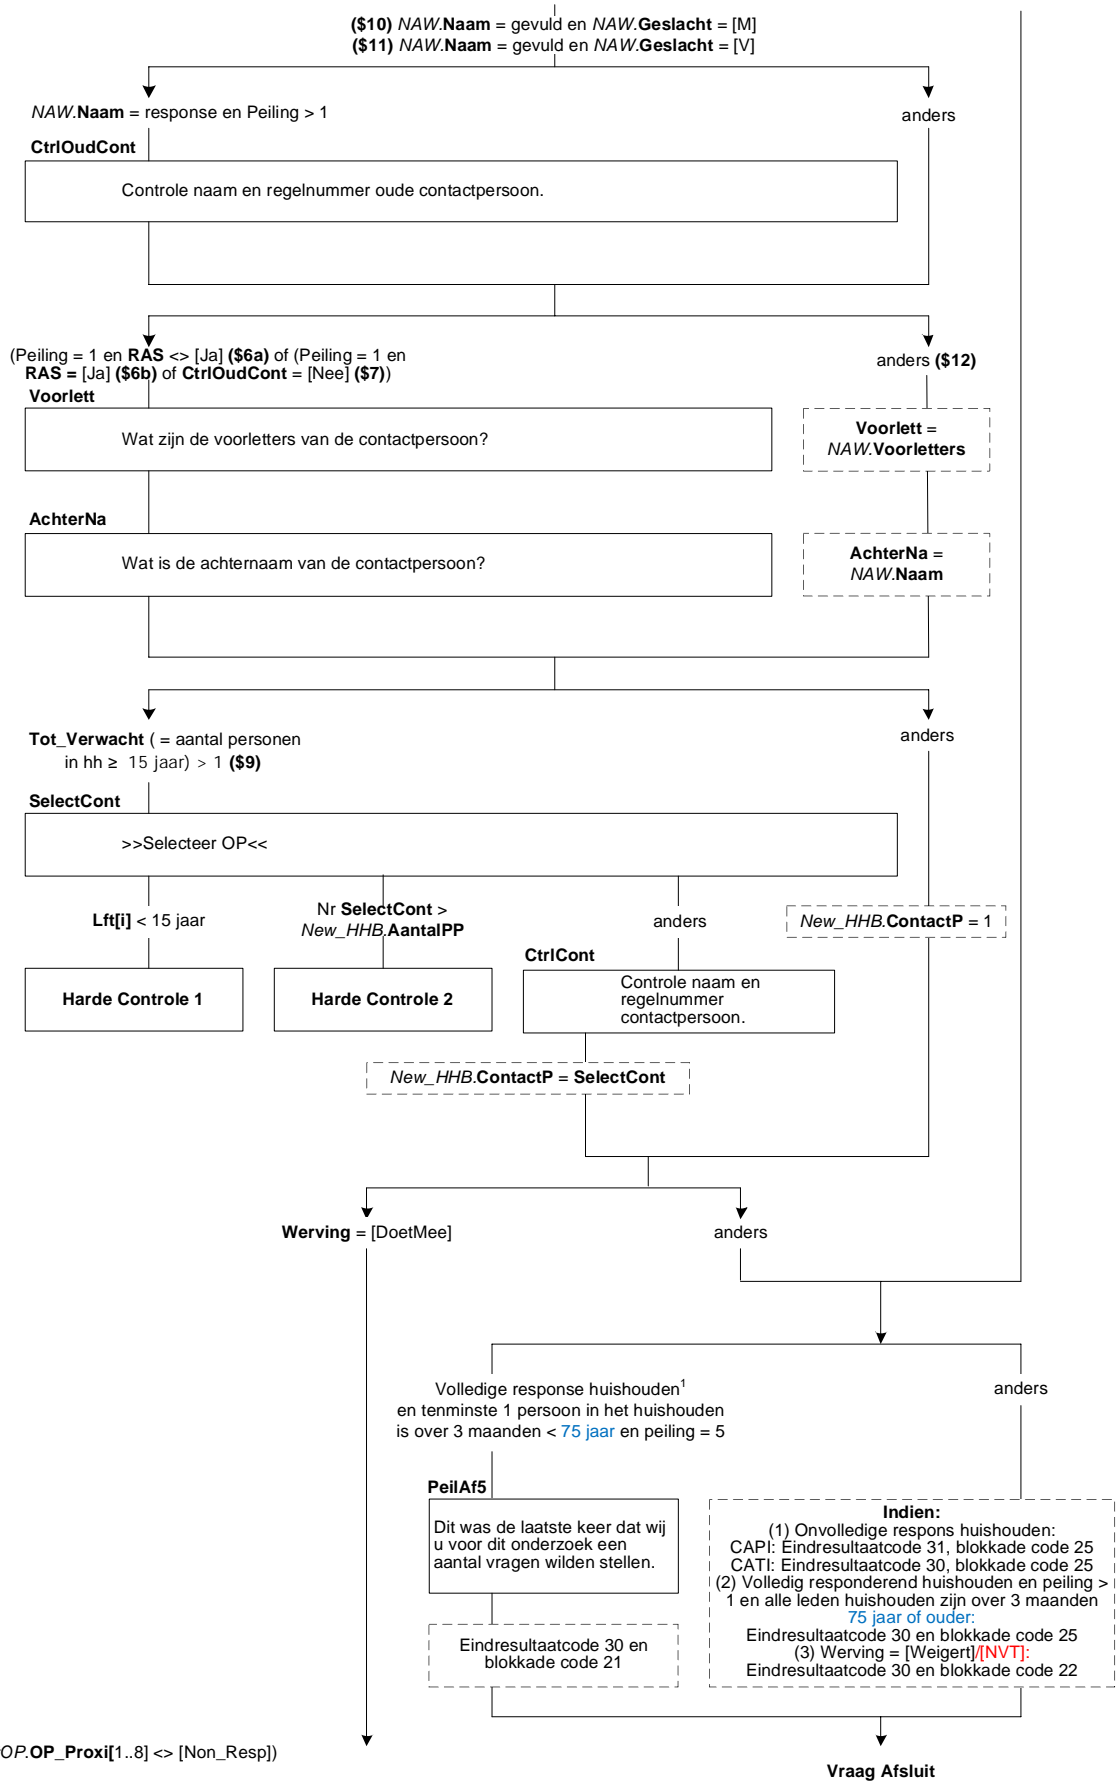 ($10) NAW.Naam = gevuld en NAW.Geslacht = [M]
($11) NAW.Naam = gevuld en NAW.Geslacht = [V]
NAW.Naam = response en Peiling > 1
anders
CtrlOudCont
Controle naam en regelnummer oude contactpersoon.
(Peiling = 1 en RAS <> [Ja] ($6a) of (Peiling = 1 en
RAS = [Ja] ($6b) of CtrlOudCont = [Nee] ($7))
anders ($12)
Voorlett
Wat zijn de voorletters van de contactpersoon?
Voorlett =
NAW.Voorletters
AchterNa
Wat is de achternaam van de contactpersoon?
AchterNa =
NAW.Naam
Tot_Verwacht ( = aantal personen
in hh ≥ 15 jaar) > 1 ($9)
anders
SelectCont
>>Selecteer OP<<
Lft[i] < 15 jaar
Nr SelectCont >
New_HHB.AantalPP
anders
New_HHB.ContactP = 1
Harde Controle 1
Harde Controle 2
CtrlCont
Controle naam en
regelnummer
contactpersoon.
New_HHB.ContactP = SelectCont
Werving = [DoetMee]
anders
Volledige response huishouden1
en tenminste 1 persoon in het huishouden
is over 3 maanden < 75 jaar en peiling = 5
anders
PeilAf5
Dit was de laatste keer dat wij
u voor dit onderzoek een
aantal vragen wilden stellen.
Eindresultaatcode 30 en
blokkade code 21
Indien:
(1) Onvolledige respons huishouden:
CAPI: Eindresultaatcode 31, blokkade code 25
CATI: Eindresultaatcode 30, blokkade code 25
(2) Volledig responderend huishouden en peiling >
1 en alle leden huishouden zijn over 3 maanden
75 jaar of ouder:
Eindresultaatcode 30 en blokkade code 25
(3) Werving = [Weigert]/[NVT]:
Eindresultaatcode 30 en blokkade code 22
OP.OP_Proxi[1..8] <> [Non_Resp])
Vraag Afsluit